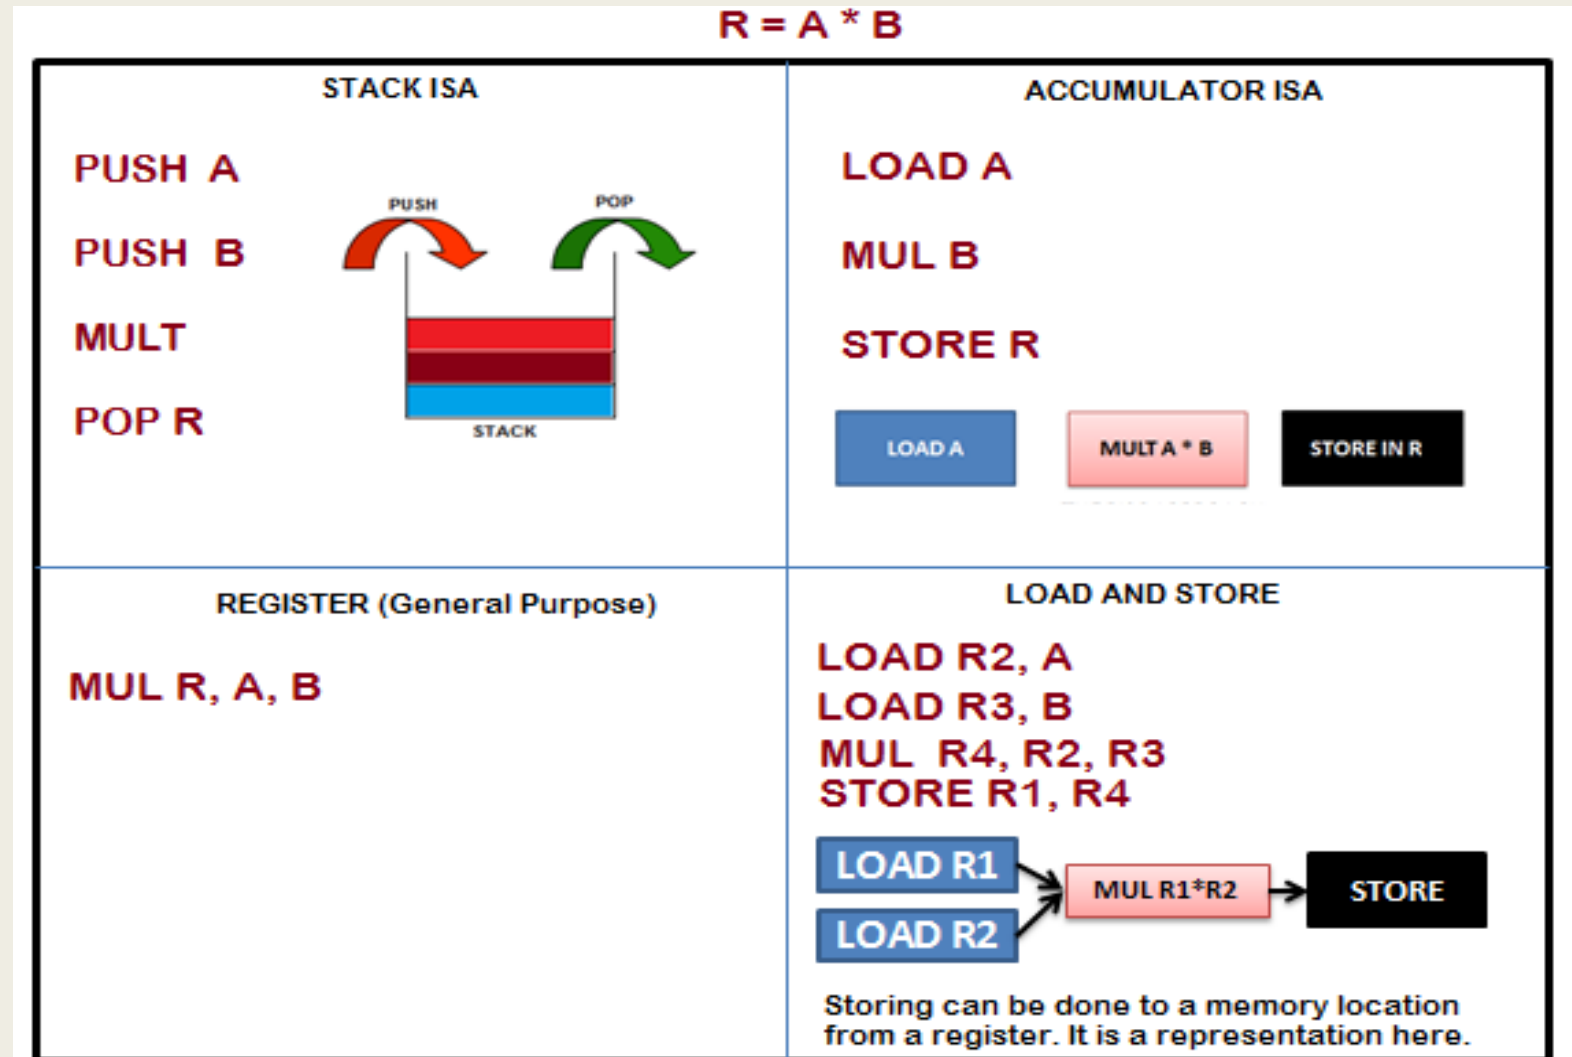 R = A * B
STACK ISA
PUSH A
PUSH B
MULT
POP R
PUSH
POP
STACK
ACCUMULATOR ISA
LOAD A
MUL B
STORE R
LOAD A
MULT A * B
STORE IN R
REGISTER (General Purpose)
MUL R, A, B
LOAD AND STORE
LOAD R2, A
LOAD R3, B
MUL R4, R2, R3
STORE R1, R4
LOAD R1
LOAD R2
MUL R1*R2
STORE
Storing can be done to a memory location
from a register. It is a representation here.